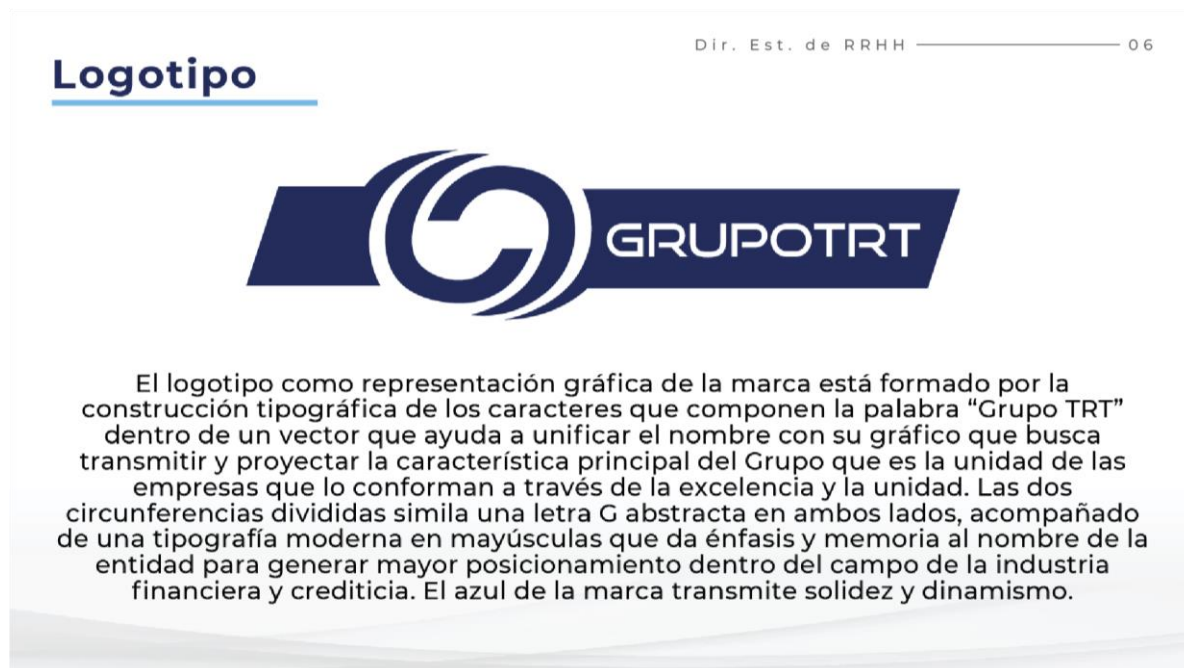 Dir. Est. de RRHH 06
Logotipo
GRUPOTRT
El logotipo como representación gráfica de la marca está formado por la
construcción tipográfica de los caracteres que componen la palabra “Grupo TRT”
dentro de un vector que ayuda a unificar el nombre con su gráfico que busca
transmitir y proyectar la característica principal del Grupo que es la unidad de las
empresas que lo conforman a través de la excelencia y la unidad. Las dos
circunferencias divididas simila una letra G abstracta en ambos lados, acompañado
de una tipografía moderna en mayúsculas que da énfasis y memoria al nombre de la
entidad para generar mayor posicionamiento dentro del campo de la industria
financiera y crediticia. El azul de la marca transmite solidez y dinamismo.